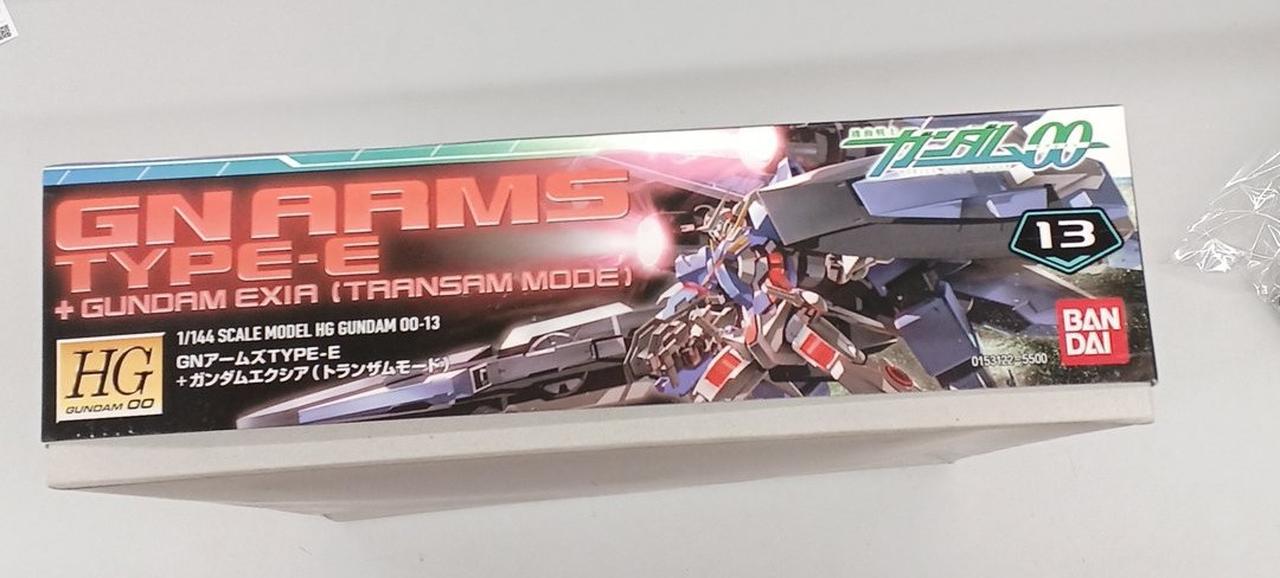 GN ARMS
TYPE-E
+ GUNDAM EXIA (TRANSAM MODE)
HG
GUNDAM 00
1/144 SCALE MODEL HG GUNDAM 00-13
GNアームズTYPE-E
+ガンダムエクシア(トランザムモード)
機動戦士
ガンダム00
13
BAN
DAI
0153122-5500